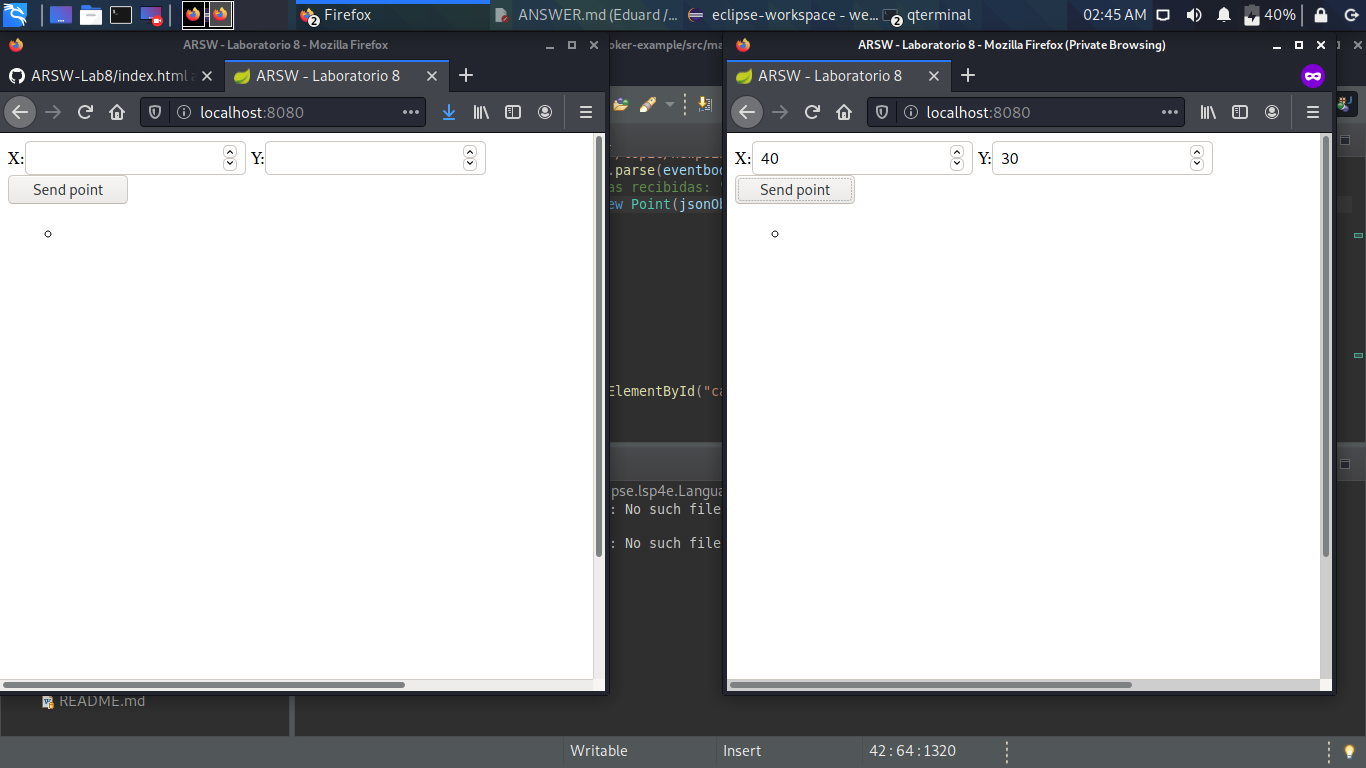 Firefox
2
ANSWER.md (Eduard /...
eclipse-workspace - we...
2
qterminal
02:45 AM
40%
ARSW - Laboratorio 8 - Mozilla Firefox
ARSW-Lab8/index.html
ARSW - Laboratorio 8
localhost:8080
X:
Y:
Send point
oker-example/src/ma
.parse(eventbod
as recibidas:
ew Point(jsonOb
ElementById("ca
pse.lsp4e.Langua
: No such file
: No such file
ARSW - Laboratorio 8 - Mozilla Firefox (Private Browsing)
ARSW - Laboratorio 8
localhost:8080
X: 40
Y: 30
Send point
README.md
Writable
Insert
42 : 64 : 1320